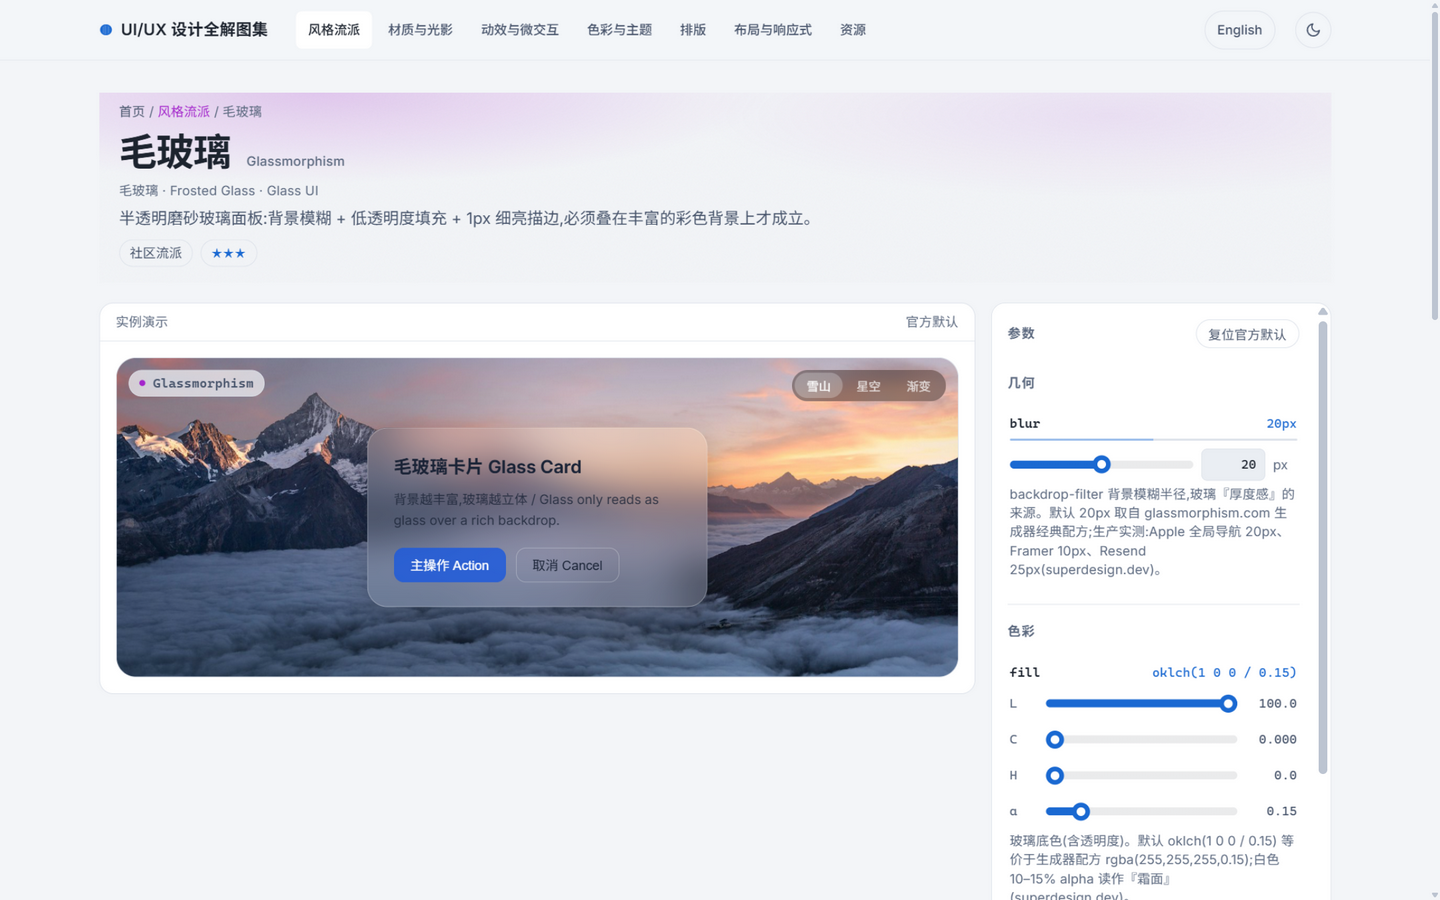 UI/UX 设计全解图集
风格流派
材质与光影
动效与微交互
色彩与主题
排版
布局与响应式
资源
English
首页 / 风格流派 / 毛玻璃
毛玻璃 Glassmorphism
毛玻璃 · Frosted Glass · Glass UI
半透明磨砂玻璃面板:背景模糊 + 低透明度填充 + 1px 细亮描边,必须叠在丰富的彩色背景上才成立。
社区流派
★★★
实例演示
官方默认
Glassmorphism
雪山
星空
渐变
毛玻璃卡片 Glass Card
背景越丰富,玻璃越立体 / Glass only reads as
glass over a rich backdrop.
主操作 Action
取消 Cancel
参数
复位官方默认
几何
blur
20px
20 px
backdrop-filter 背景模糊半径,玻璃『厚度感』的
来源。默认 20px 取自 glassmorphism.com 生
成器经典配方;生产实测:Apple 全局导航 20px、
Framer 10px、Resend
25px(superdesign.dev)。
色彩
fill
oklch(1 0 0 / 0.15)
L 100.0
C 0.000
H 0.0
α 0.15
玻璃底色(含透明度)。默认 oklch(1 0 0 / 0.15) 等
价于生成器配方 rgba(255,255,255,0.15);白色
10–15% alpha 读作『霜面』
(superdesign.dev)。